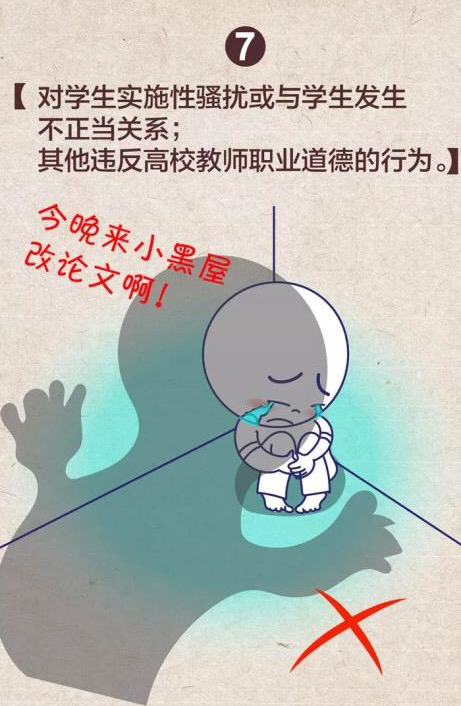 7
【 对学生实施性骚扰或与学生发生
不正当关系；
其他违反高校教师职业道德的行为。】
今晚来小黑屋
改论文啊！